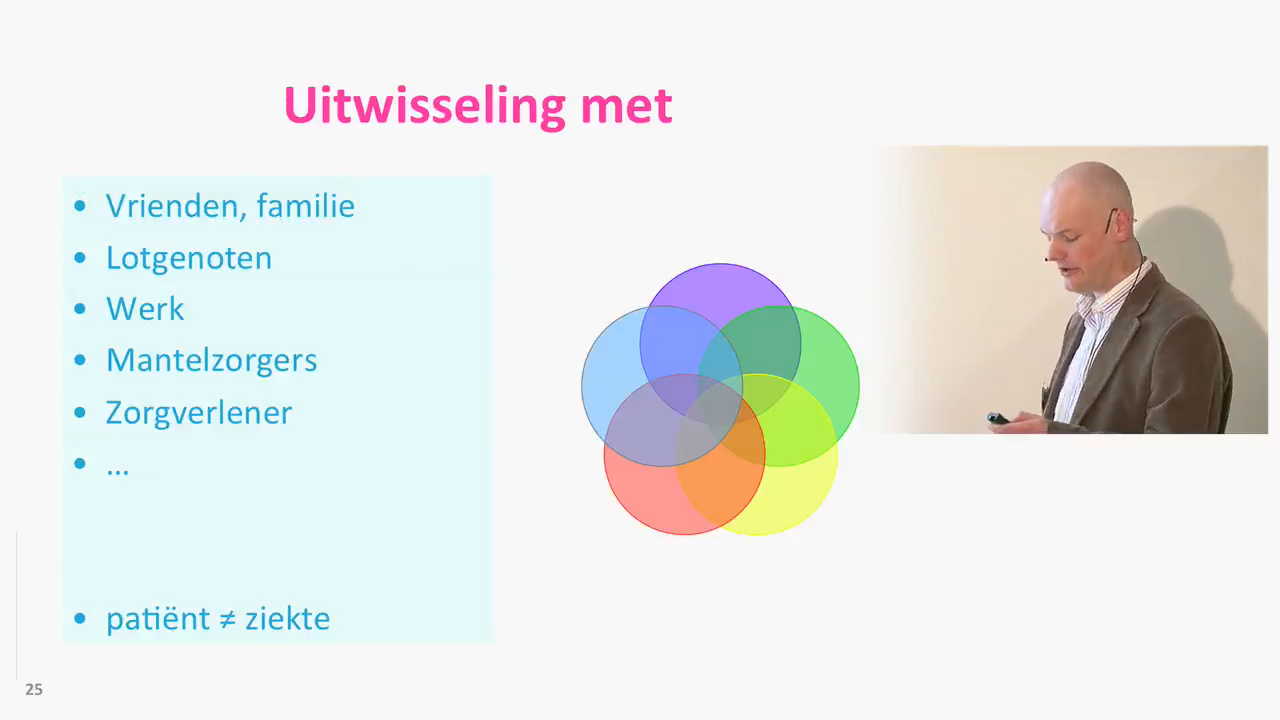 Uitwisseling met
• Vrienden, familie
• Lotgenoten
• Werk
• Mantelzorgers
• Zorgverlener
• ...
• patiënt ≠ ziekte
25